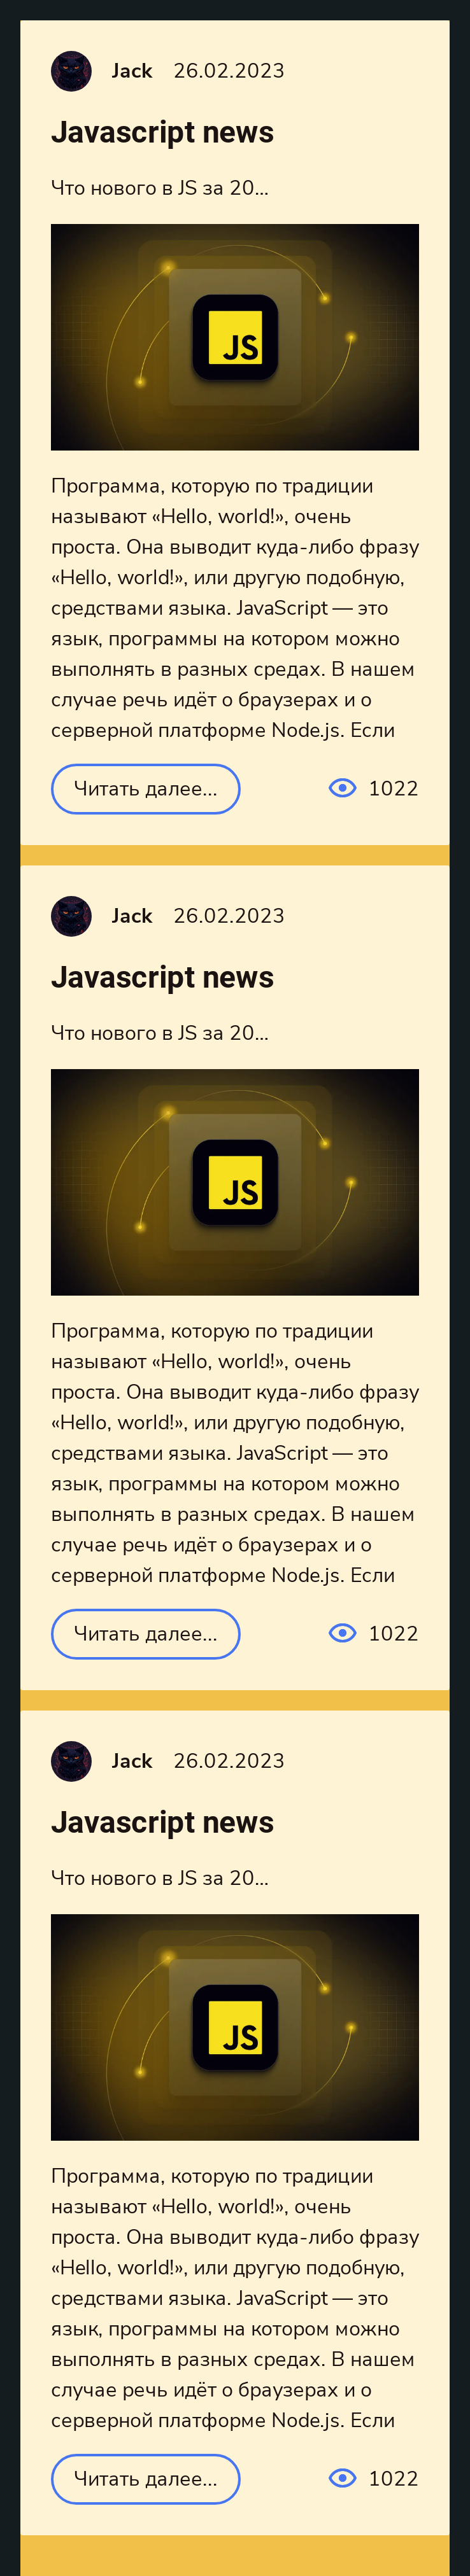 Jack 26.02.2023
Javascript news
Что нового в JS за 20...
JS
Программа, которую по традиции
называют «Hello, world!», очень
проста. Она выводит куда-либо фразу
«Hello, world!», или другую подобную,
средствами языка. JavaScript — это
язык, программы на котором можно
выполнять в разных средах. В нашем
случае речь идёт о браузерах и о
серверной платформе Node.js. Если
Читать далее... 1022
Jack 26.02.2023
Javascript news
Что нового в JS за 20...
JS
Программа, которую по традиции
называют «Hello, world!», очень
проста. Она выводит куда-либо фразу
«Hello, world!», или другую подобную,
средствами языка. JavaScript — это
язык, программы на котором можно
выполнять в разных средах. В нашем
случае речь идёт о браузерах и о
серверной платформе Node.js. Если
Читать далее... 1022
Jack 26.02.2023
Javascript news
Что нового в JS за 20...
JS
Программа, которую по традиции
называют «Hello, world!», очень
проста. Она выводит куда-либо фразу
«Hello, world!», или другую подобную,
средствами языка. JavaScript — это
язык, программы на котором можно
выполнять в разных средах. В нашем
случае речь идёт о браузерах и о
серверной платформе Node.js. Если
Читать далее... 1022